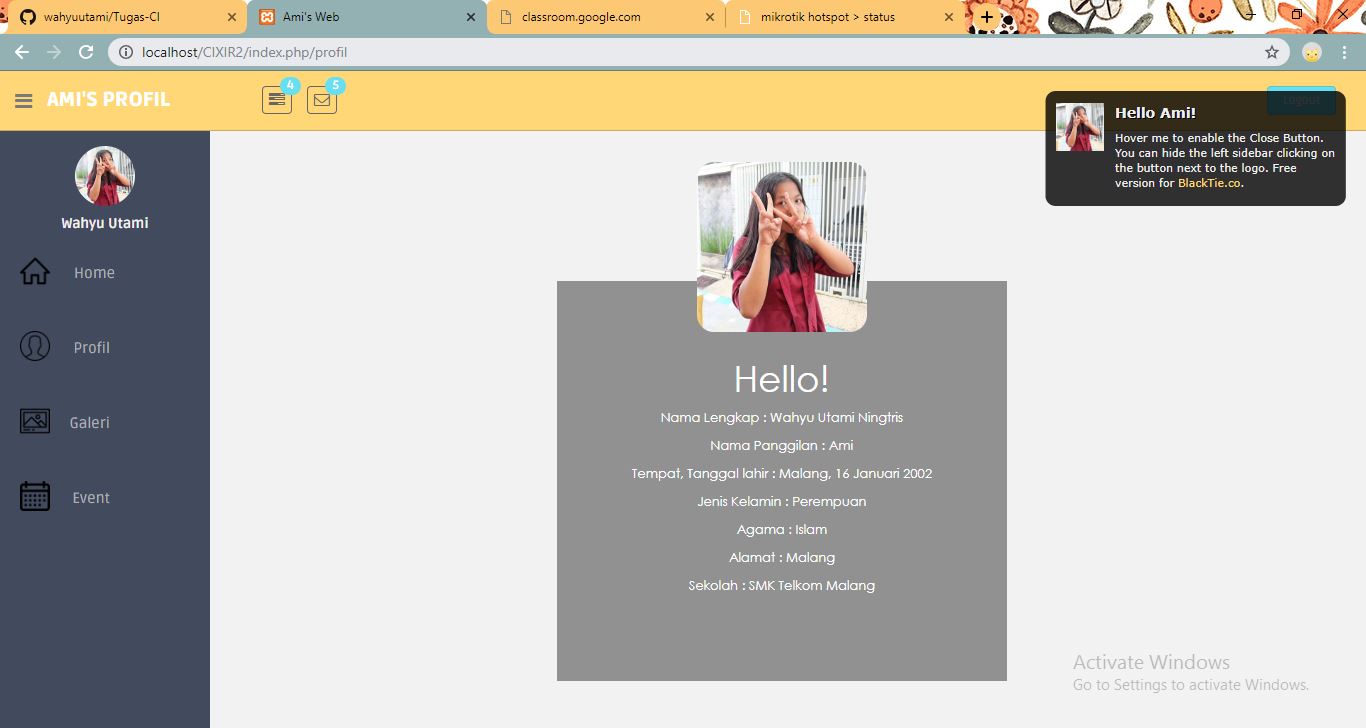 wahyuutami/Tugas-CI
Ami's Web
classroom.google.com
mikrotik hotspot > status
localhost/CIXIR2/index.php/profil
AMI'S PROFIL
4
5
Logout
Hello Ami!
Hover me to enable the Close Button.
You can hide the left sidebar clicking on
the button next to the logo. Free
version for BlackTie.co.
Wahyu Utami
Home
Profil
Galeri
Event
Hello!
Nama Lengkap : Wahyu Utami Ningtris
Nama Panggilan : Ami
Tempat, Tanggal lahir : Malang, 16 Januari 2002
Jenis Kelamin : Perempuan
Agama : Islam
Alamat : Malang
Sekolah : SMK Telkom Malang
Activate Windows
Go to Settings to activate Windows.